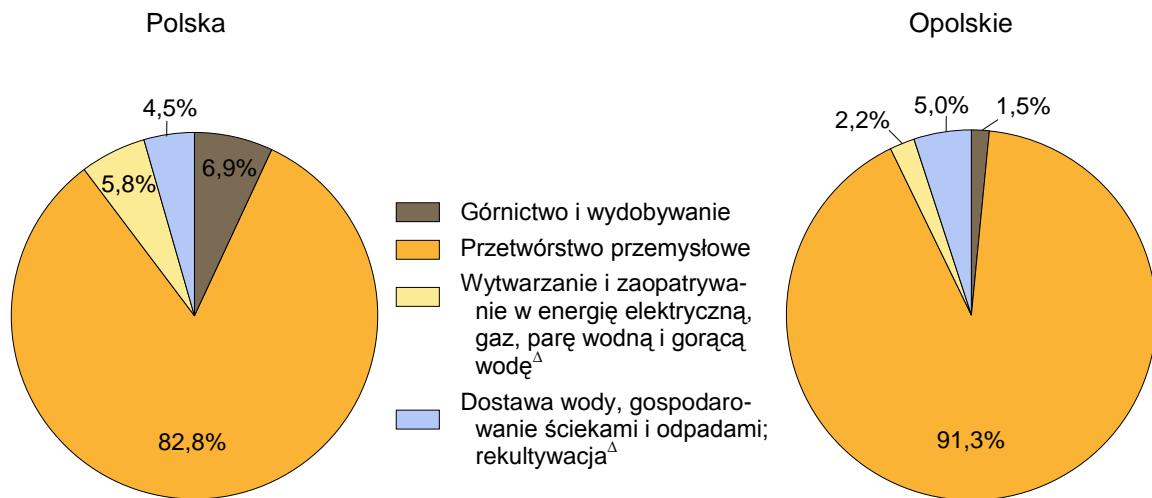 Polska
Opolskie
4,5%
6,9%
5,8%
82,8%
Górnictwo i wydobywanie
Przetwórstwo przemysłowe
Wytwarzanie i zaopatrywa-
nie w energię elektryczną,
gaz, parę wodną i gorącą
wodę^Δ
Dostawa wody, gospodaro-
wanie ściekami i odpadami;
rekultywacja^Δ
2,2%
5,0%
1,5%
91,3%